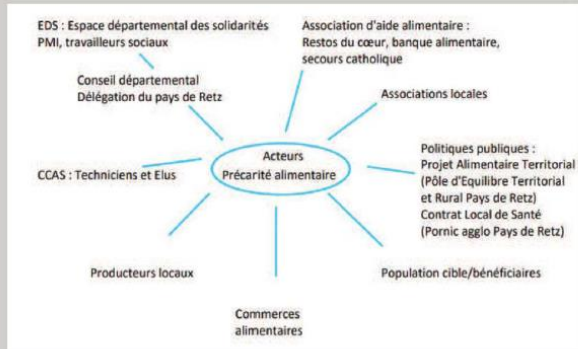 EDS : Espace départemental des solidarités
PMI, travailleurs sociaux
Association d'aide alimentaire :
Restos du cœur, banque alimentaire,
secours catholique
Conseil départemental
Délégation du pays de Retz
Associations locales
Acteurs
Précarité alimentaire
CCAS : Techniciens et Elus
Politiques publiques :
Projet Alimentaire Territorial
(Pôle d'Equilibre Territorial
et Rural Pays de Retz)
Contrat Local de Santé
(Pornic agglo Pays de Retz)
Producteurs locaux
Population cible/bénéficiaires
Commerces
alimentaires